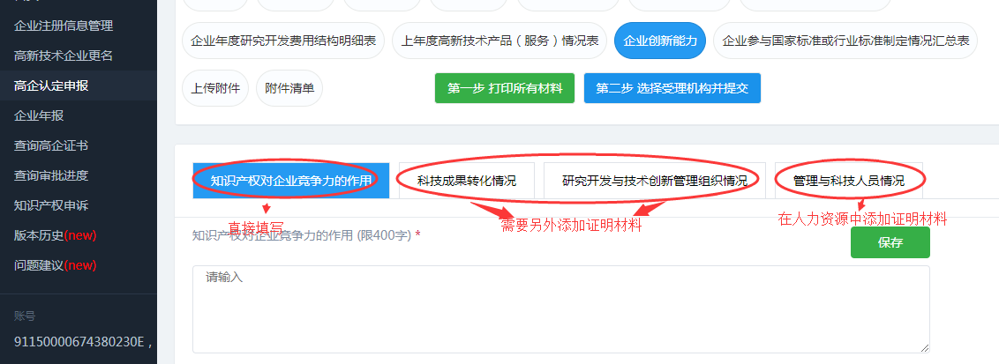 企业注册信息管理
高新技术企业更名
高企认定申报
企业年报
查询高企证书
查询审批进度
知识产权申诉
版本历史(new)
问题建议(new)
账号
91150000674380230E，
企业年度研究开发费用结构明细表
上年度高新技术产品（服务）情况表
企业创新能力
企业参与国家标准或行业标准制定情况汇总表
上传附件
附件清单
第一步 打印所有材料
第二步 选择受理机构并提交
知识产权对企业竞争力的作用
科技成果转化情况
研究开发与技术创新管理组织情况
管理与科技人员情况
直接填写
需要另外添加证明材料
在人力资源中添加证明材料
知识产权对企业竞争力的作用 (限400字) *
保存
请输入